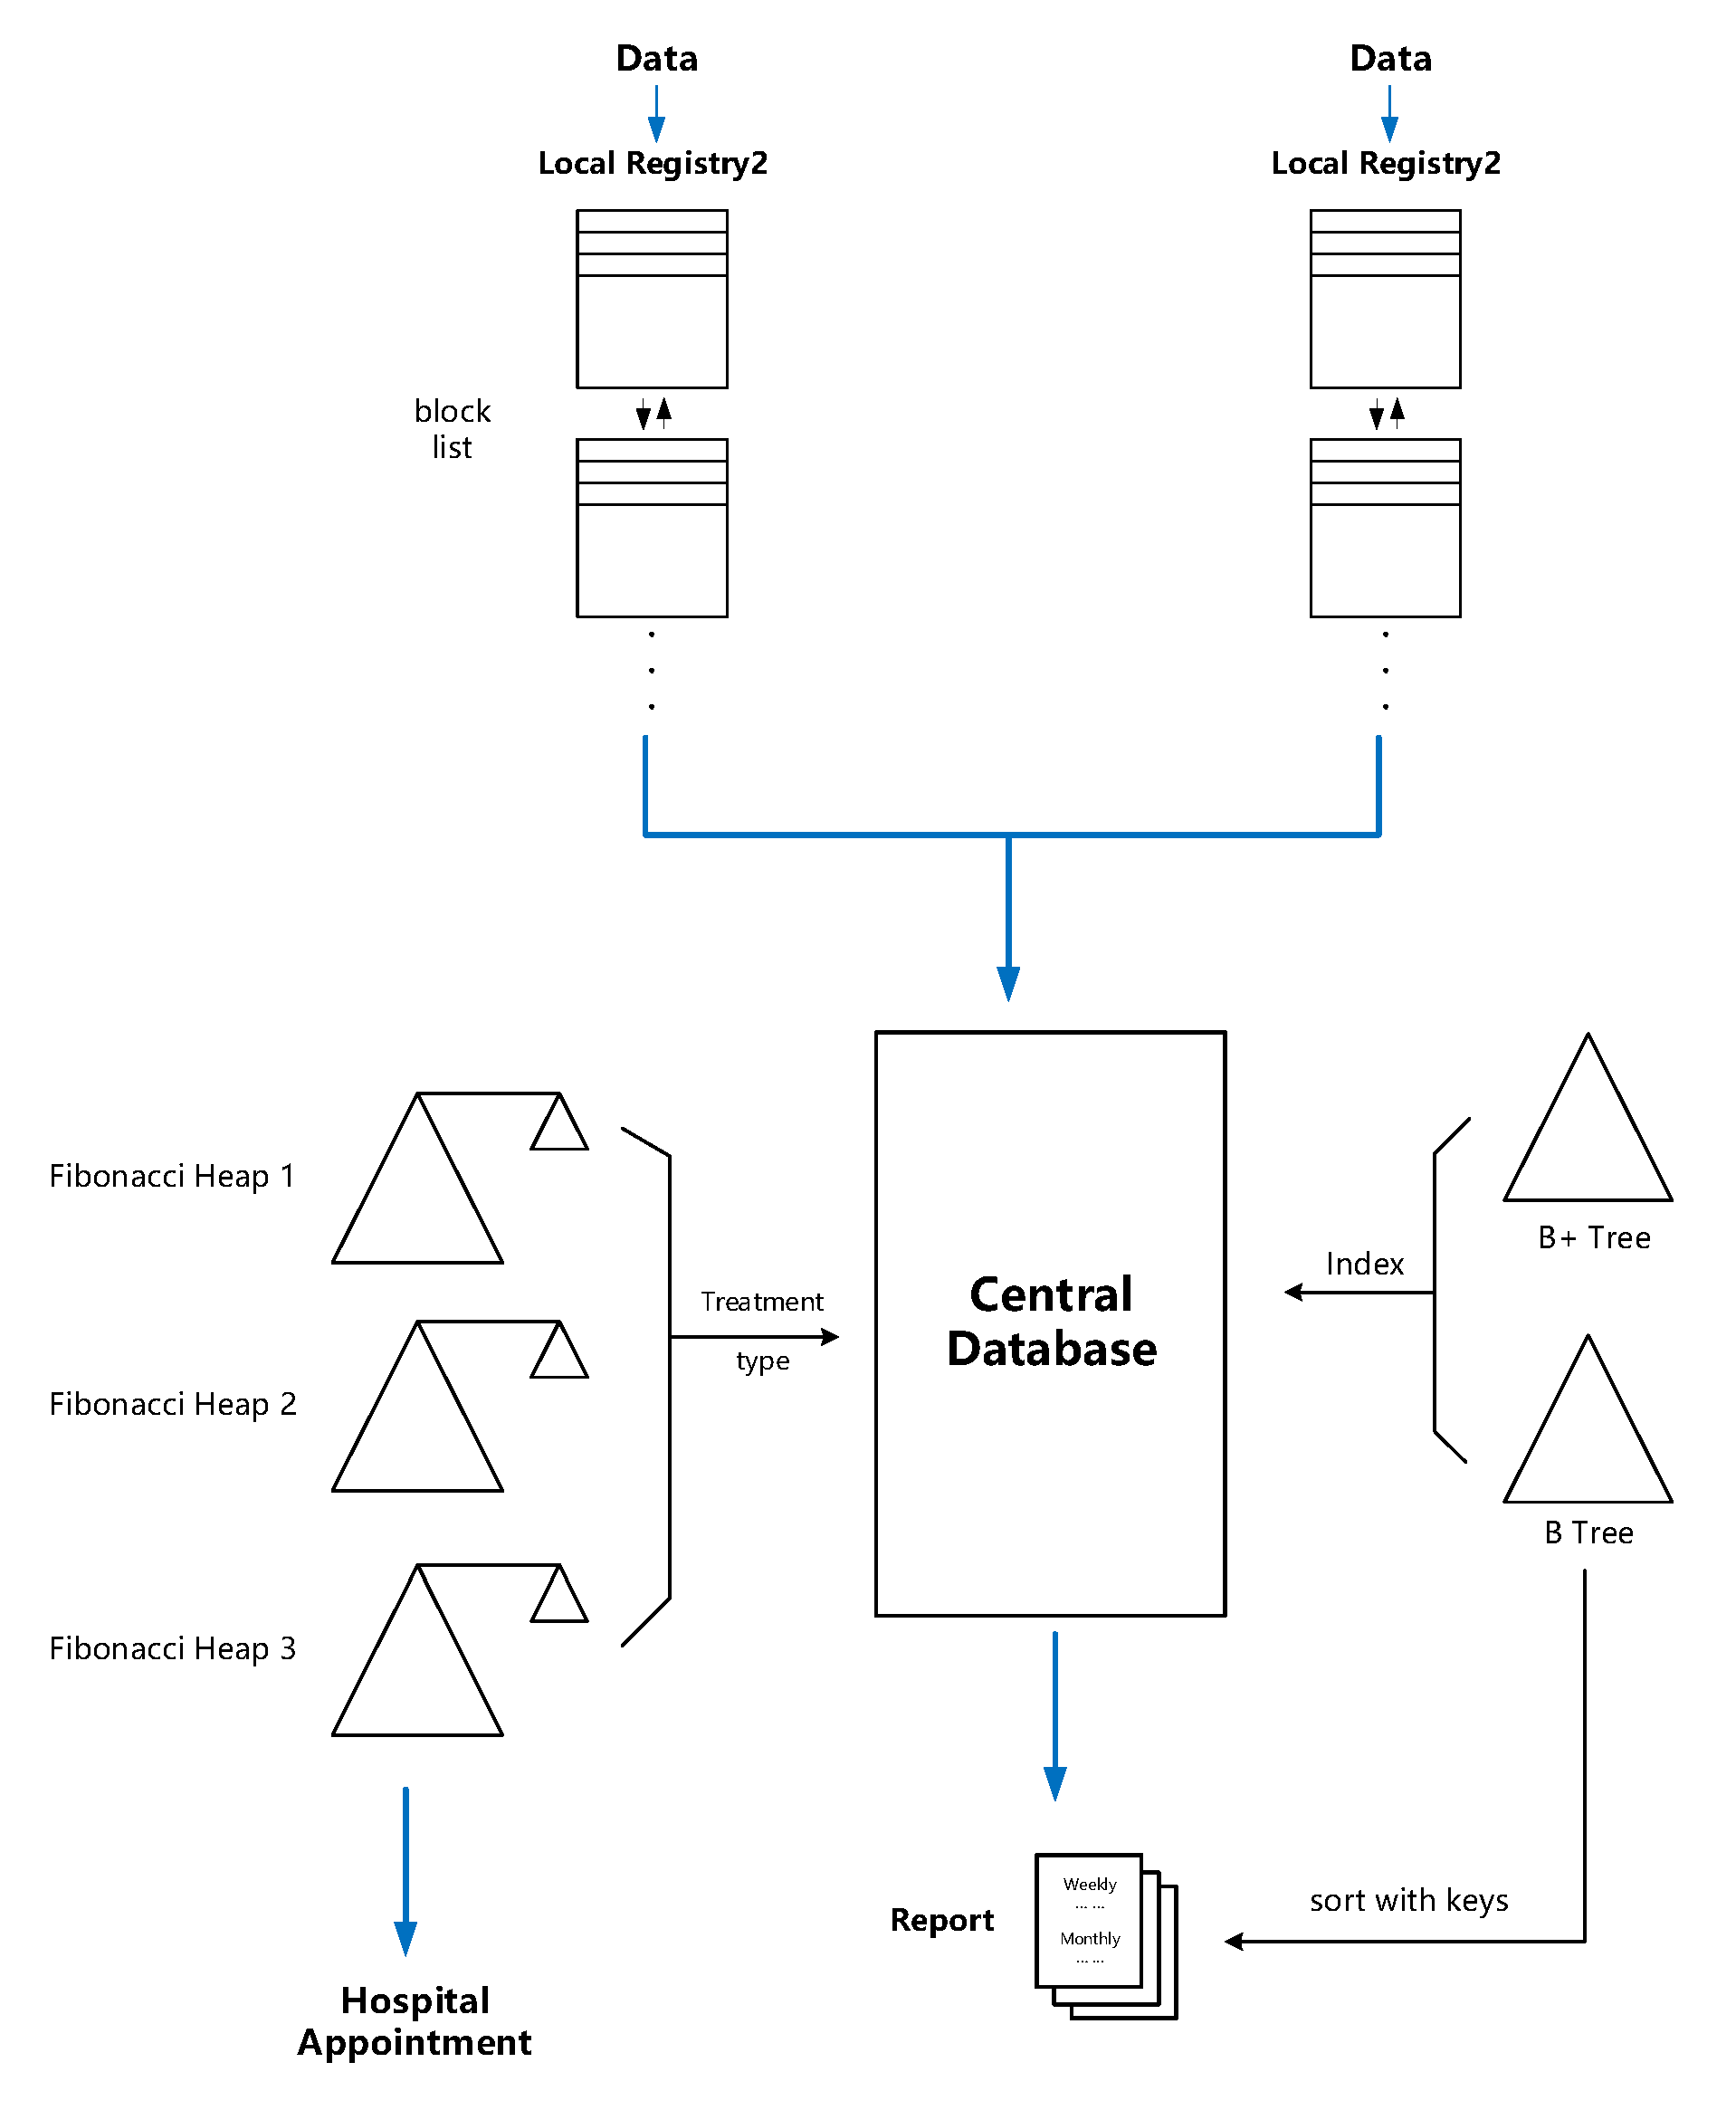 Data
Data
Local Registry2
Local Registry2
block
list
Fibonacci Heap 1
Fibonacci Heap 2
Fibonacci Heap 3
Treatment
type
Central
Database
Index
B+ Tree
B Tree
Report
Weekly
... ...
Monthly
... ...
sort with keys
Hospital
Appointment